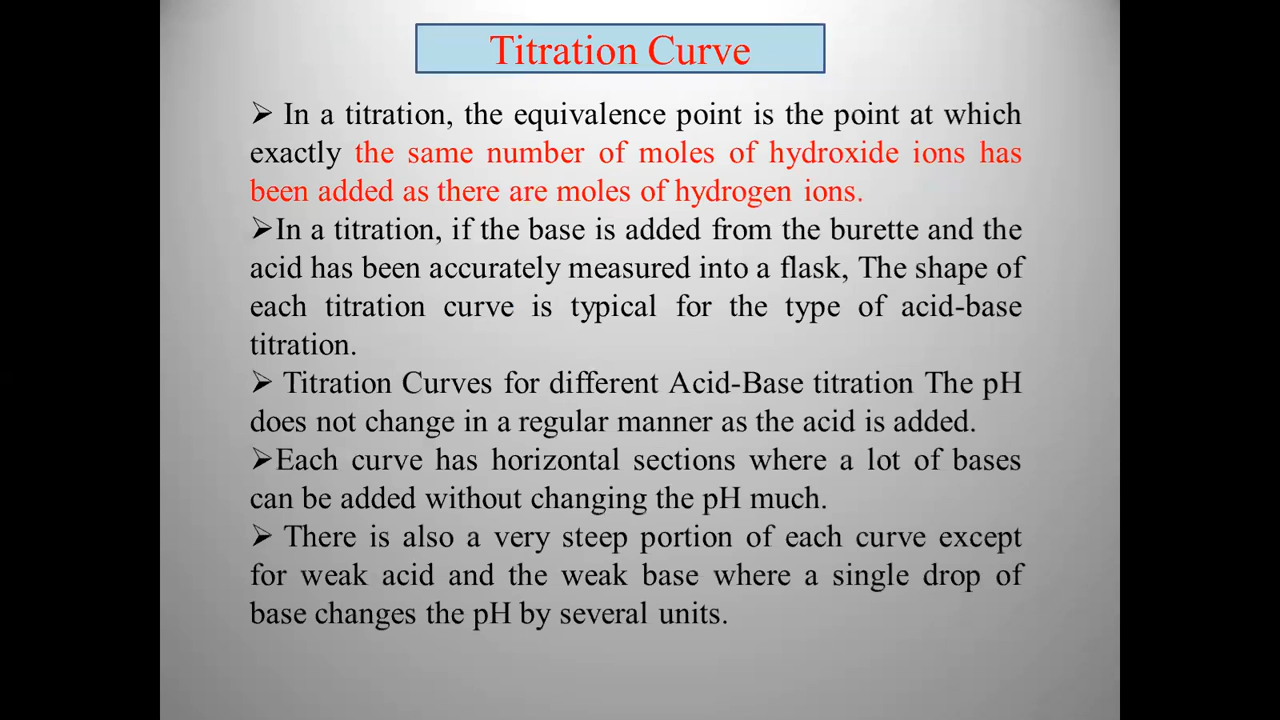 Titration Curve
➢ In a titration, the equivalence point is the point at which
exactly the same number of moles of hydroxide ions has
been added as there are moles of hydrogen ions.
➢In a titration, if the base is added from the burette and the
acid has been accurately measured into a flask, The shape of
each titration curve is typical for the type of acid-base
titration.
➢ Titration Curves for different Acid-Base titration The pH
does not change in a regular manner as the acid is added.
➢Each curve has horizontal sections where a lot of bases
can be added without changing the pH much.
➢ There is also a very steep portion of each curve except
for weak acid and the weak base where a single drop of
base changes the pH by several units.